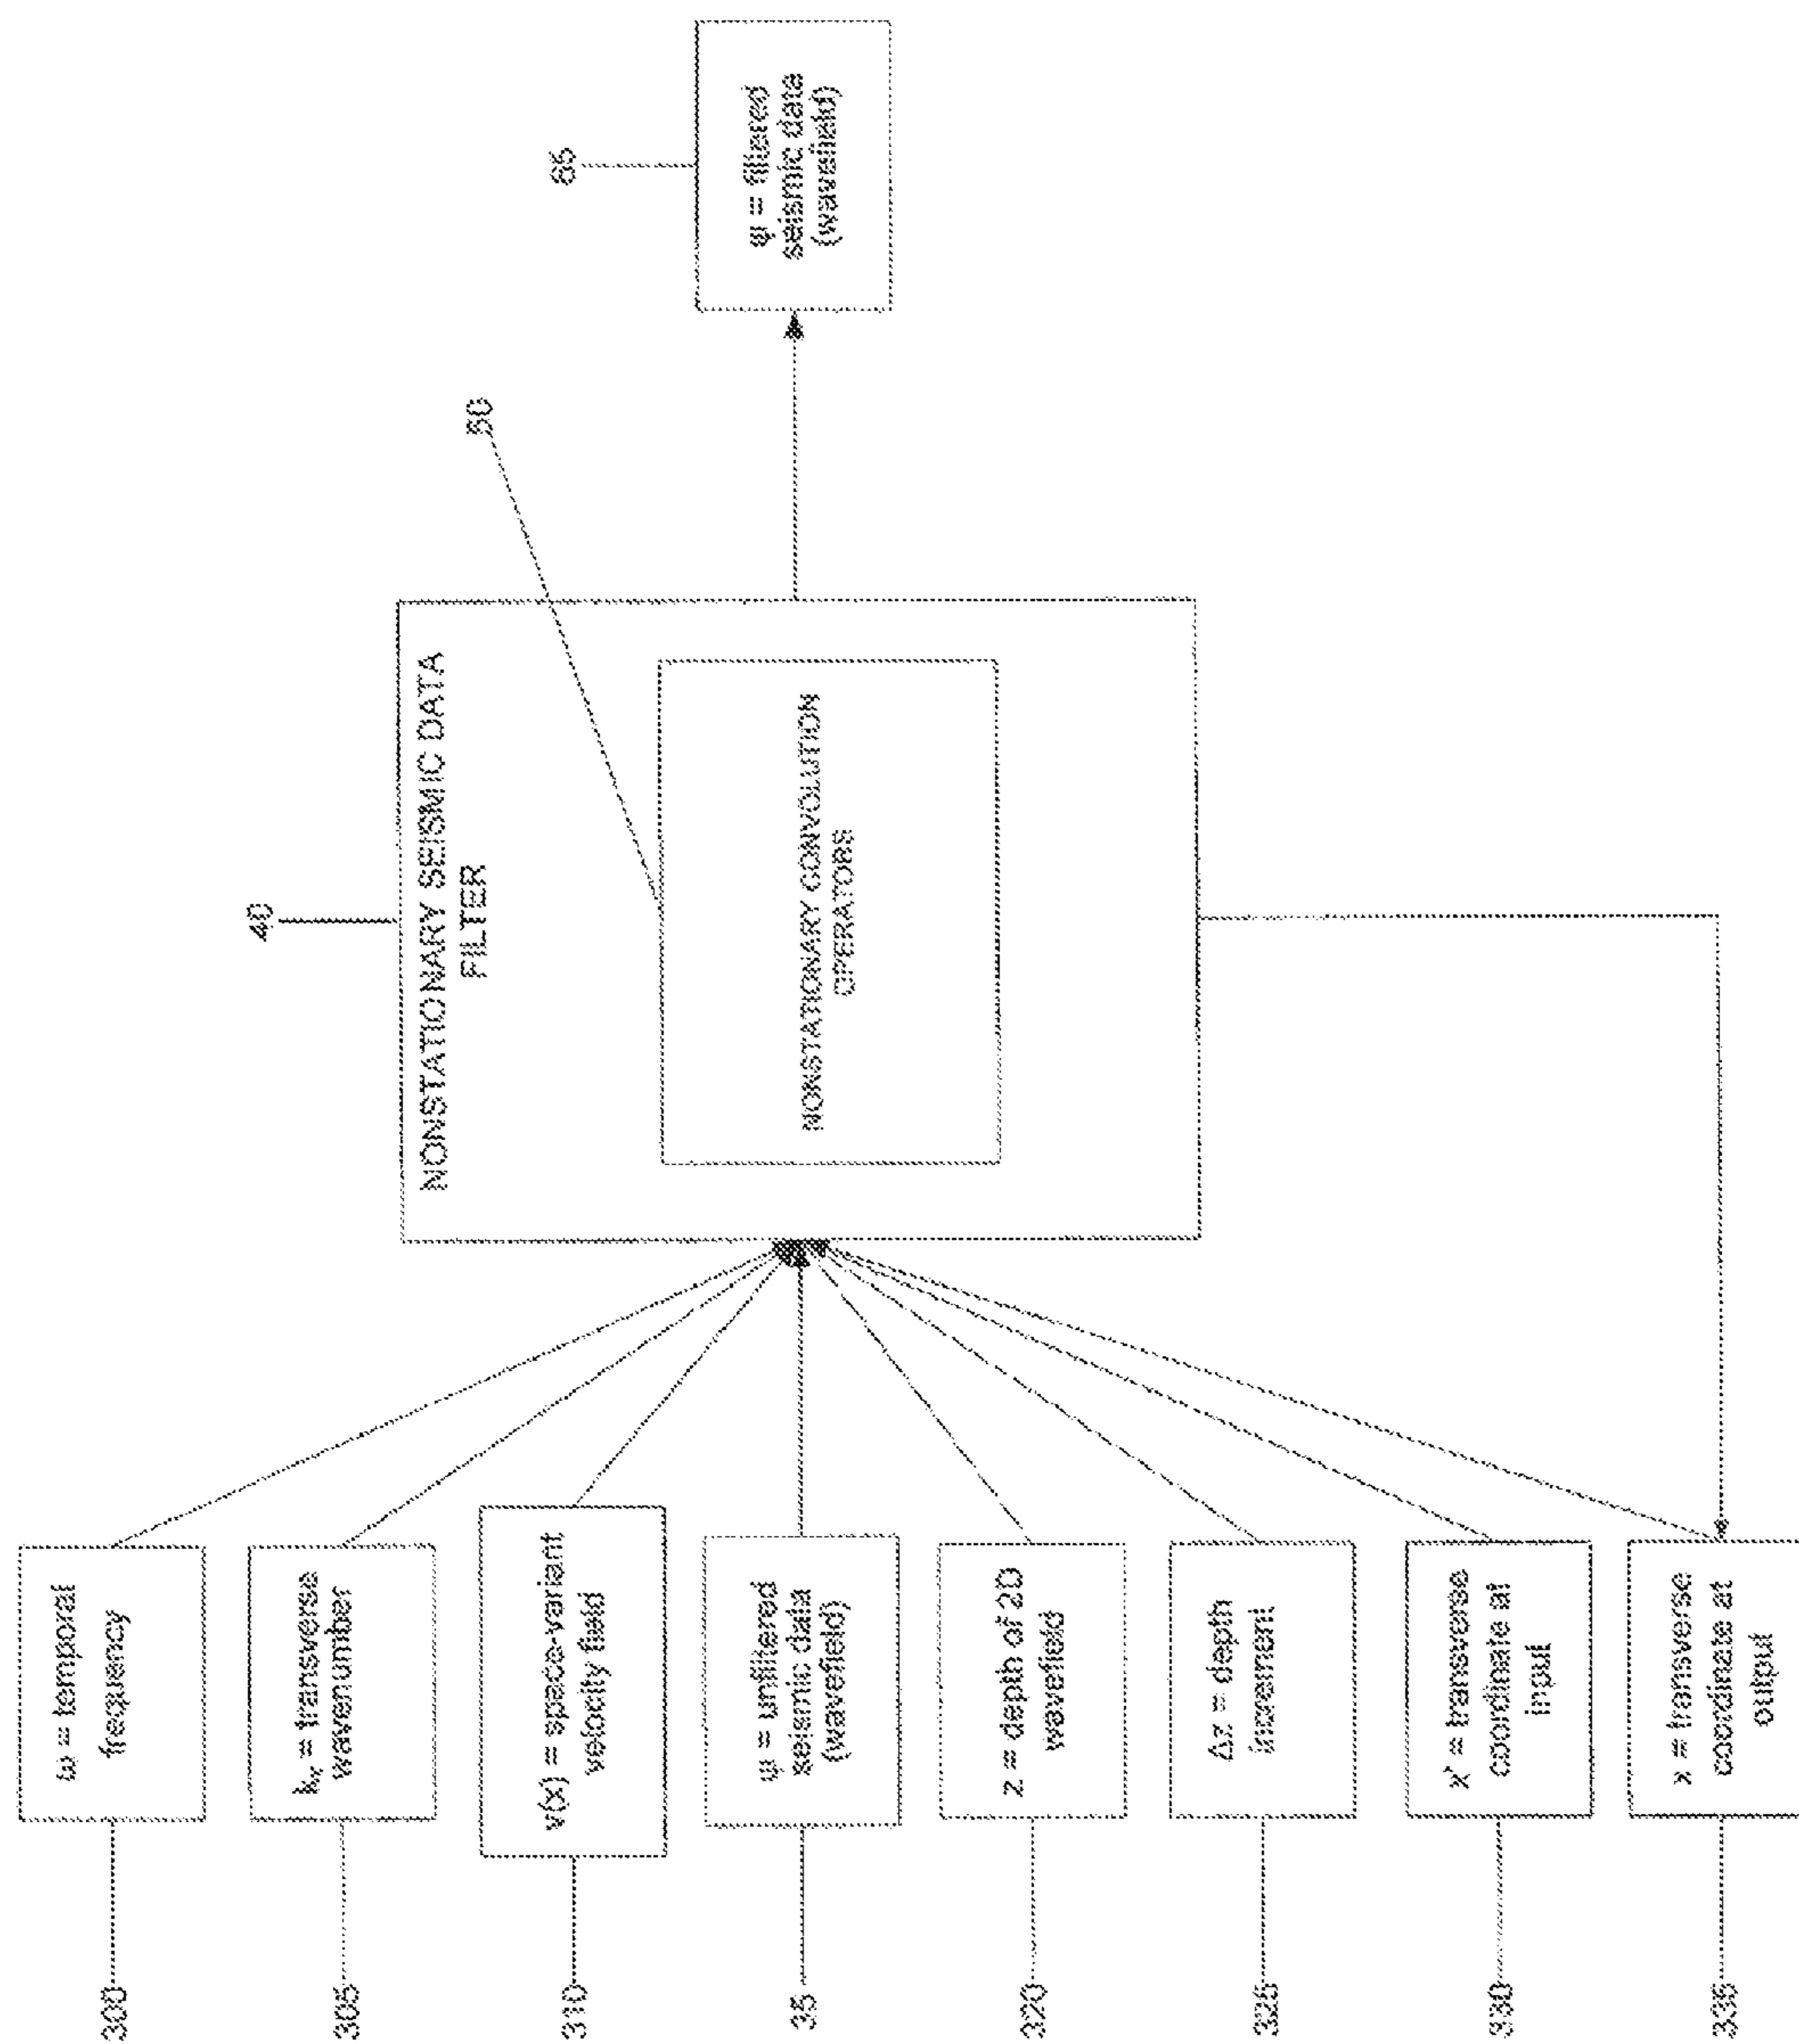 300
ω = temporal
frequency
305
kₓ = transverse
wavenumber
310
v(x) = space-variant
velocity field
35
ψ = unfiltered
seismic data
(wavefield)
320
z = depth of 2D
wavefield
325
Δz = depth
increment
330
x' = transverse
coordinate at
input
335
x = transverse
coordinate at
output
40
NONSTATIONARY SEISMIC DATA
FILTER
50
NONSTATIONARY CONVOLUTION
OPERATORS
65
ψ = filtered
seismic data
(wavefield)